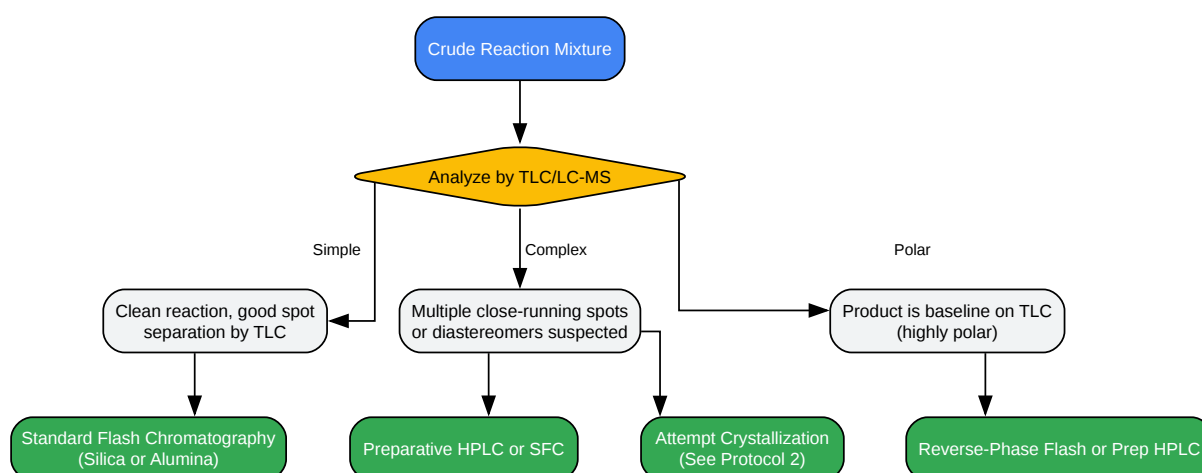 Crude Reaction Mixture
Analyze by TLC/LC-MS
Simple
Complex
Polar
Clean reaction, good spot
separation by TLC
Multiple close-running spots
or diastereomers suspected
Product is baseline on TLC
(highly polar)
Standard Flash Chromatography
(Silica or Alumina)
Preparative HPLC or SFC
Attempt Crystallization
(See Protocol 2)
Reverse-Phase Flash or Prep HPLC